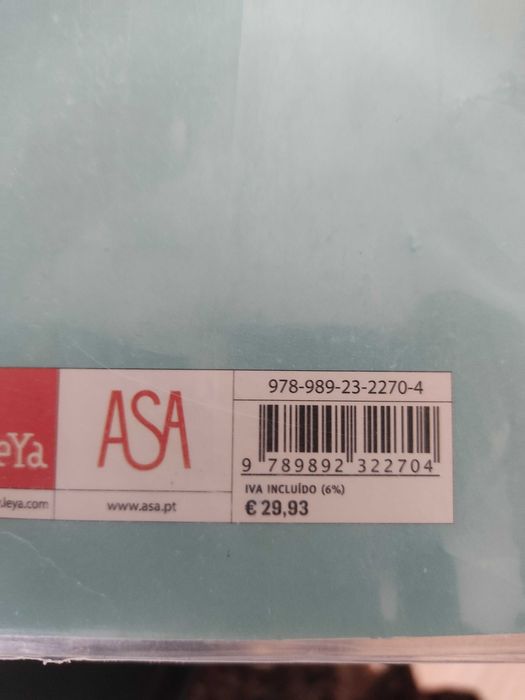 978-989-23-2270-4
eYa
ASA
9 789892 322704
IVA INCLUÍDO (6%)
€ 29,93
.leya.com
www.asa.pt